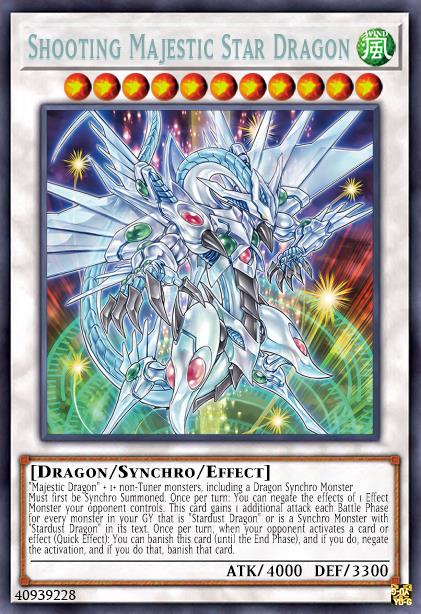 Shooting Majestic Star Dragon
WIND
風
[Dragon/Synchro/Effect]
"Majestic Dragon" + 1+ non-Tuner monsters, including a Dragon Synchro Monster
Must first be Synchro Summoned. Once per turn: You can negate the effects of 1 Effect
Monster your opponent controls. This card gains 1 additional attack each Battle Phase
for every monster in your GY that is "Stardust Dragon" or is a Synchro Monster with
"Stardust Dragon" in its text. Once per turn, when your opponent activates a card or
effect (Quick Effect): You can banish this card (until the End Phase), and if you do, negate
the activation, and if you do that, banish that card.
ATK/4000 DEF/3300
40939228